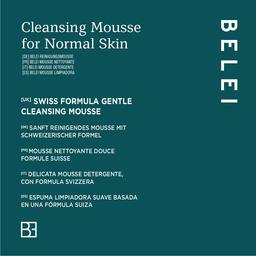 Cleansing Mousse
for Normal Skin
[DE] BELEI REINIGUNGSMOUSSE
[FR] BELEI MOUSSE NETTOYANTE
[IT] BELEI MOUSSE DETERGENTE
[ES] BELEI MOUSSE LIMPIADORA
BELEI
[UK] SWISS FORMULA GENTLE
CLEANSING MOUSSE
[DE] SANFT REINIGENDES MOUSSE MIT
SCHWEIZERISCHER FORMEL
[FR] MOUSSE NETTOYANTE DOUCE
FORMULE SUISSE
[IT] DELICATA MOUSSE DETERGENTE,
CON FORMULA SVIZZERA
[ES] ESPUMA LIMPIADORA SUAVE BASADA
EN UNA FÓRMULA SUIZA
BE